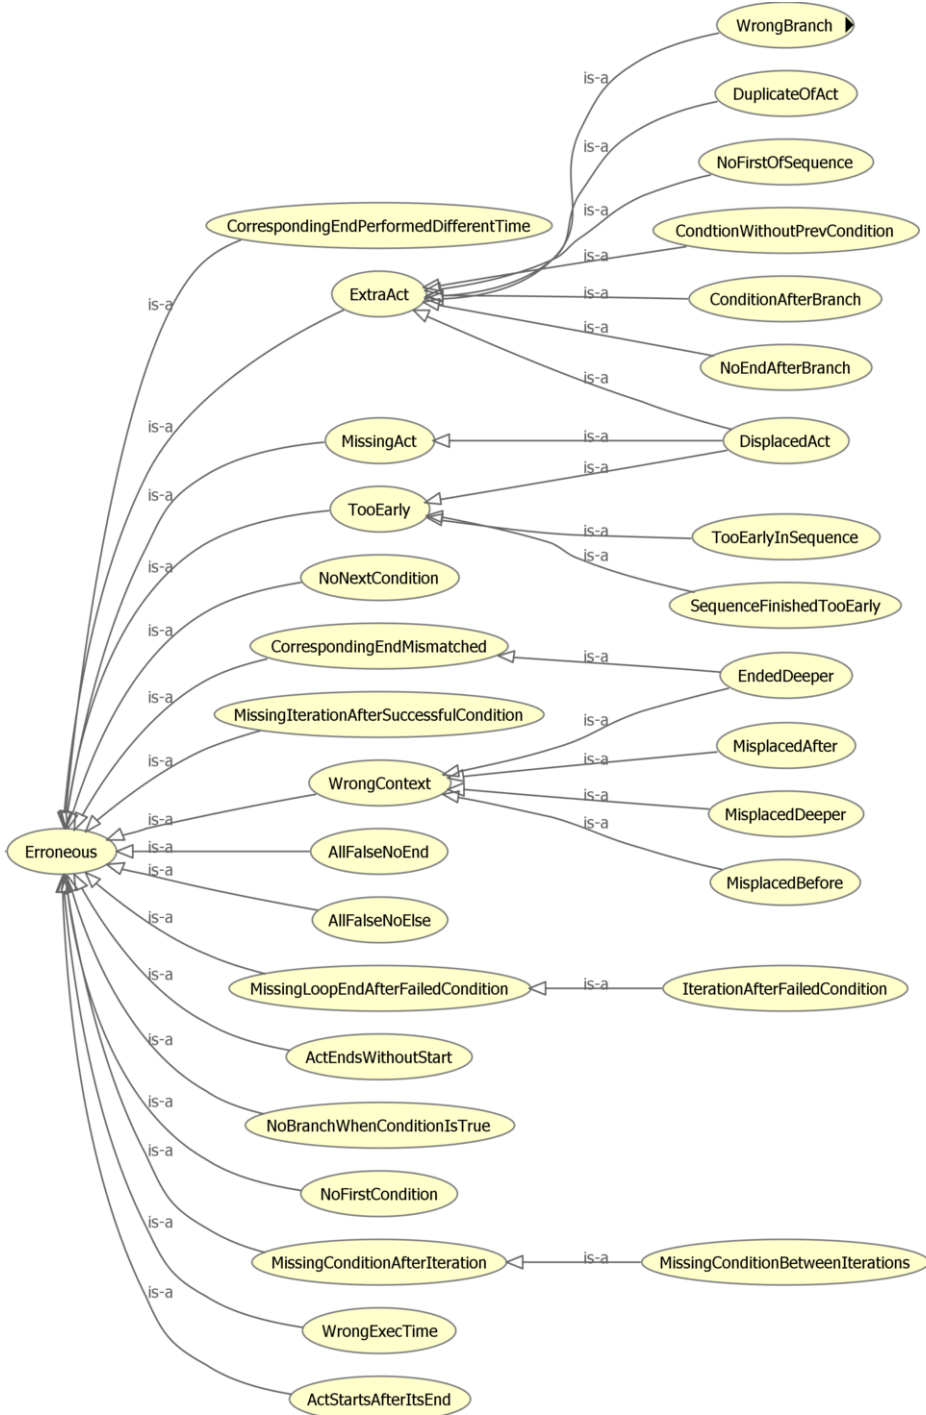 WrongBranch
is-a
DuplicateOfAct
is-a
NoFirstOfSequence
is-a
CorrespondingEndPerformedDifferentTime
CondtionWithoutPrevCondition
is-a
ExtraAct
is-a
ConditionAfterBranch
is-a
is-a
NoEndAfterBranch
is-a
is-a
MissingAct
is-a
DisplacedAct
is-a
is-a
TooEarly
is-a
TooEarlyInSequence
is-a
is-a
NoNextCondition
SequenceFinishedTooEarly
is-a
CorrespondingEndMismatched
is-a
EndedDeeper
is-a
MissingIterationAfterSuccessfulCondition
is-a
MisplacedAfter
is-a
is-a
WrongContext
is-a
MisplacedDeeper
is-a
is-a
Erroneous
is-a
AllFalseNoEnd
is-a
MisplacedBefore
AllFalseNoElse
is-a
MissingLoopEndAfterFailedCondition
is-a
IterationAfterFailedCondition
is-a
ActEndsWithoutStart
is-a
NoBranchWhenConditionIsTrue
is-a
NoFirstCondition
is-a
MissingConditionAfterIteration
is-a
MissingConditionBetweenIterations
is-a
WrongExecTime
is-a
ActStartsAfterItsEnd